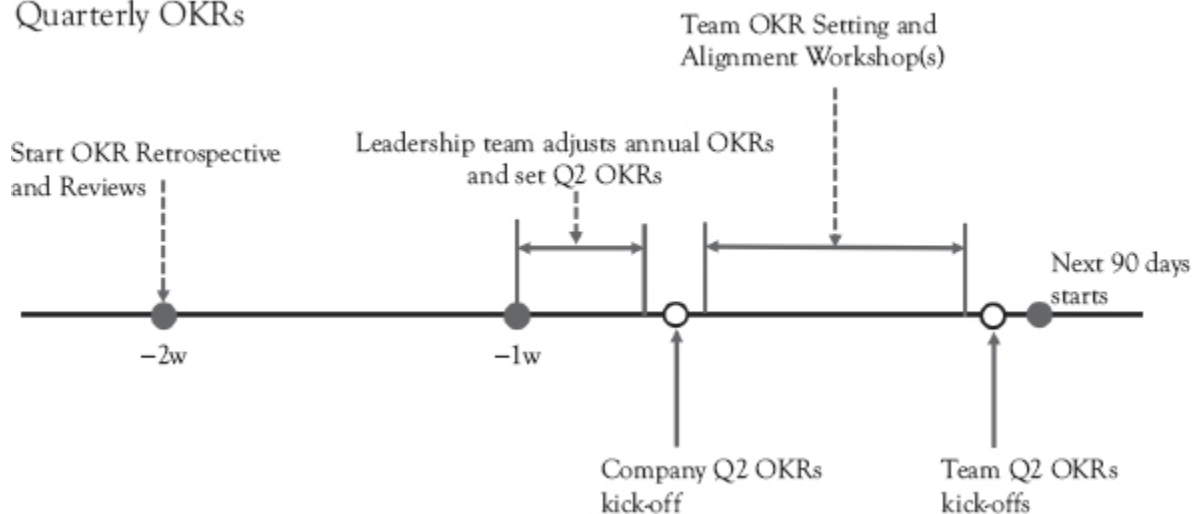 Quarterly OKRs
Team OKR Setting and
Alignment Workshop(s)
Leadership team adjusts annual OKRs
and set Q2 OKRs
Start OKR Retrospective
and Reviews
Next 90 days
starts
−2w
−1w
Company Q2 OKRs
kick-off
Team Q2 OKRs
kick-offs